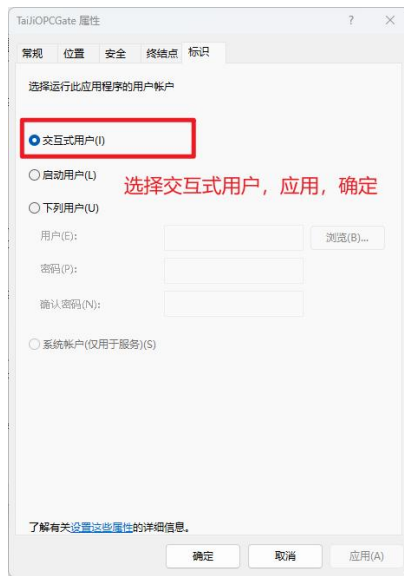 TaiJiOPCGate 属性
常规 位置 安全 终结点 标识
选择运行此应用程序的用户帐户
交互式用户(I)
启动用户(L)
选择交互式用户，应用，确定
下列用户(U)
用户(E):
浏览(B)...
密码(P):
确认密码(N):
系统帐户(仅用于服务)(S)
了解有关设置这些属性的详细信息。
确定 取消 应用(A)